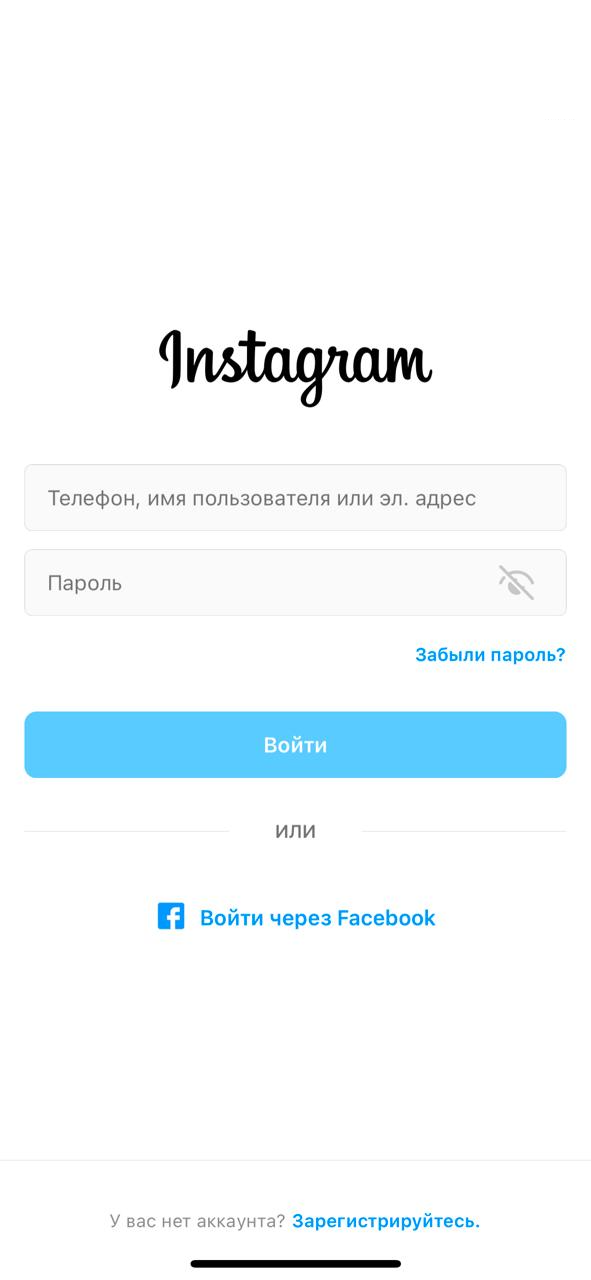 Instagram
Телефон, имя пользователя или эл. адрес
Пароль
Забыли пароль?
Войти
ИЛИ
Войти через Facebook
У вас нет аккаунта? Зарегистрируйтесь.